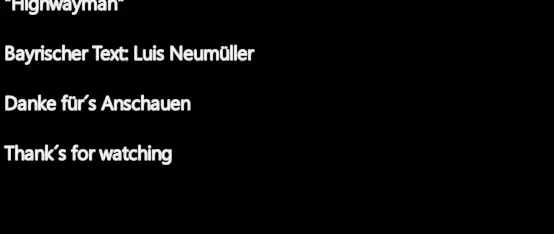 "Highwayman"
Bayrischer Text: Luis Neumüller
Danke für´s Anschauen
Thank´s for watching